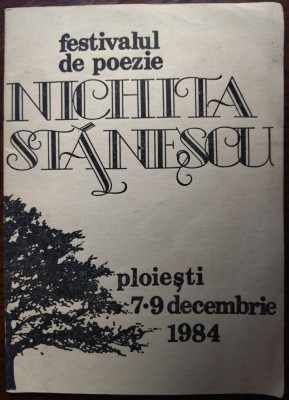 festivalul
de poezie
NICHITA
STĂNESCU
ploiești
7·9 decembrie
1984